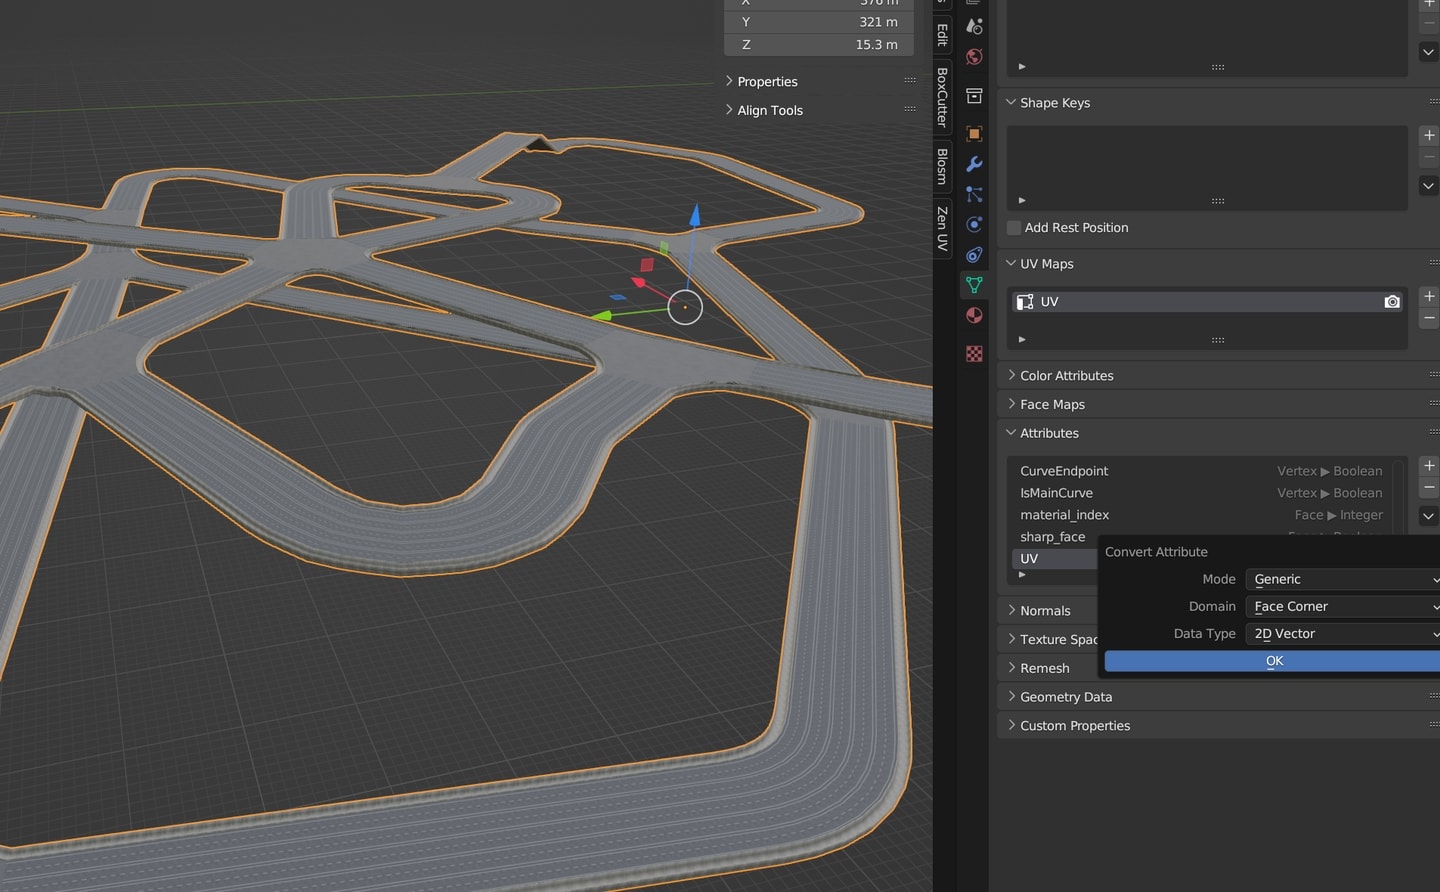 X 376 m
Y 321 m
Z 15.3 m
Properties
Align Tools
Edit
BoxCutter
Blosm
Zen UV
Shape Keys
Add Rest Position
UV Maps
UV
Color Attributes
Face Maps
Attributes
CurveEndpoint Vertex ▶ Boolean
IsMainCurve Vertex ▶ Boolean
material_index Face ▶ Integer
sharp_face
UV
Convert Attribute
Mode Generic
Domain Face Corner
Data Type 2D Vector
OK
Normals
Texture Spac
Remesh
Geometry Data
Custom Properties